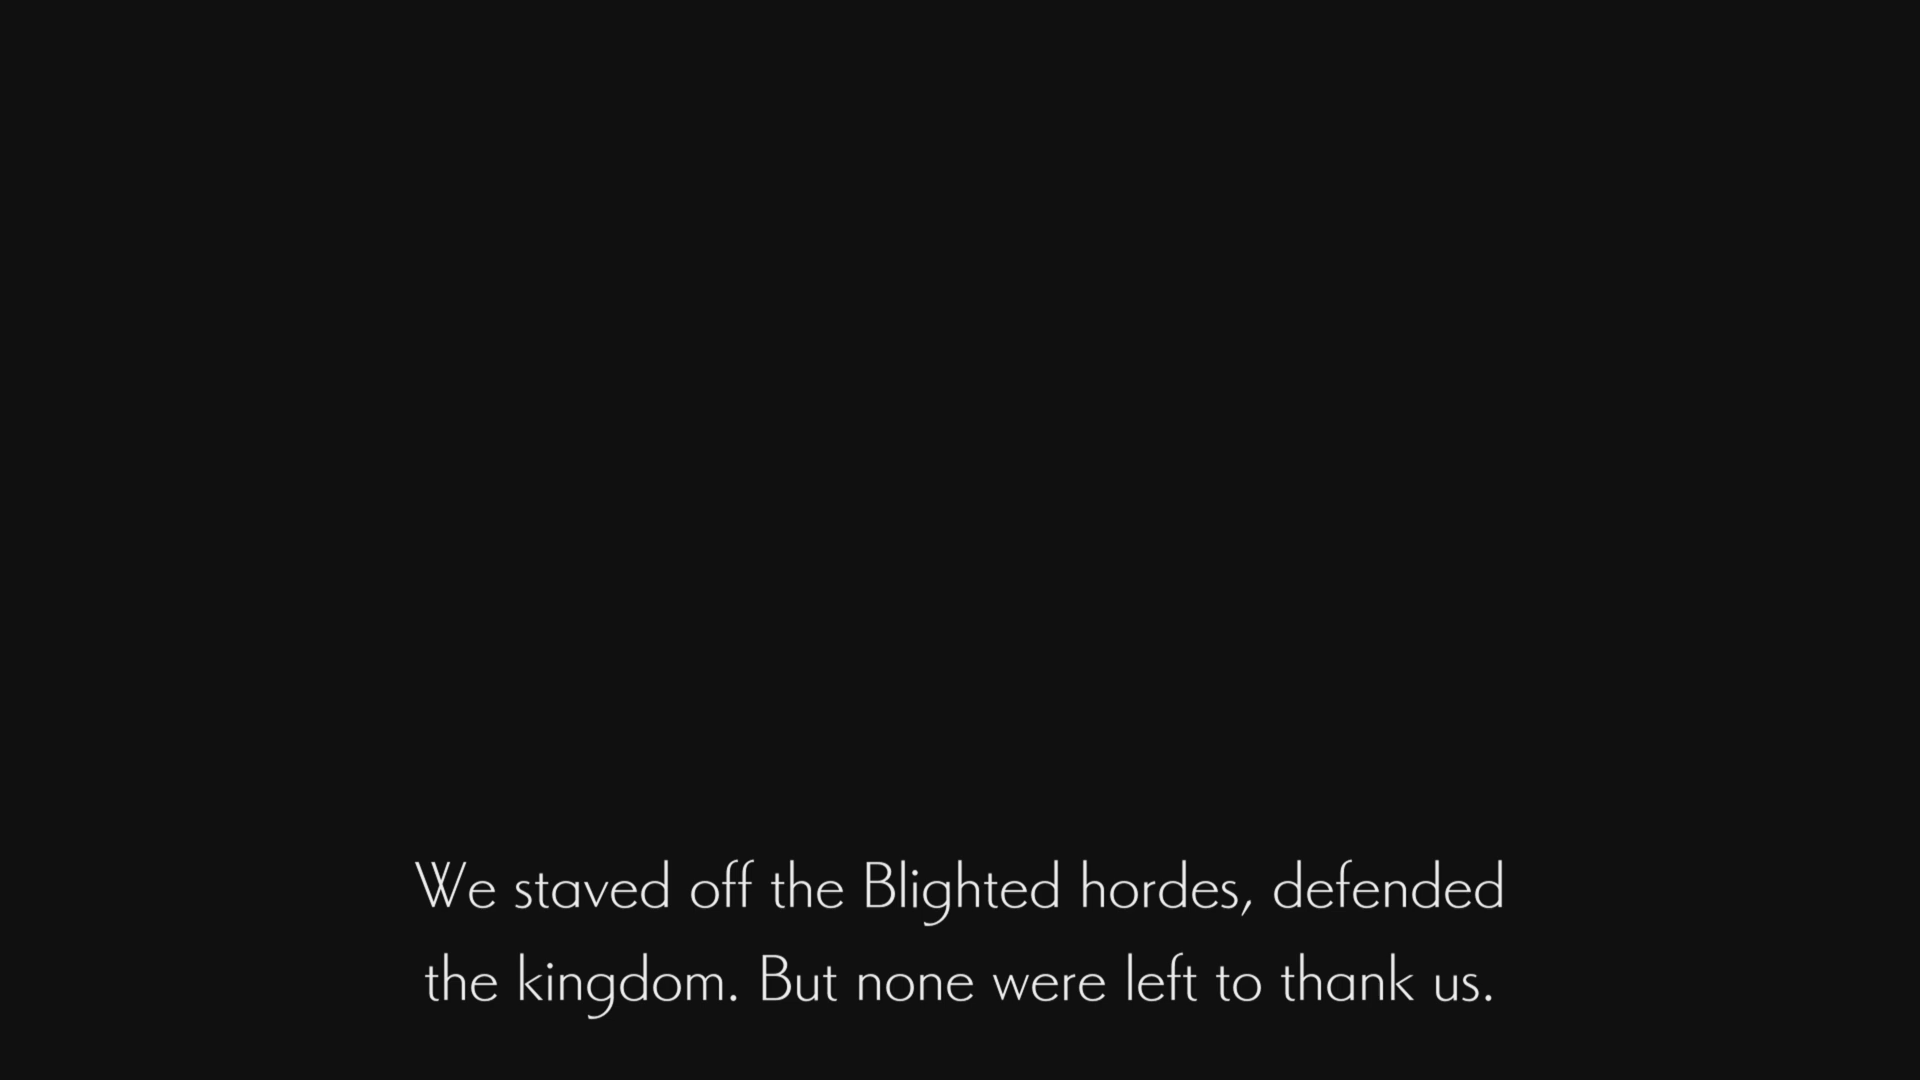 We staved off the Blighted hordes, defended
the kingdom. But none were left to thank us.